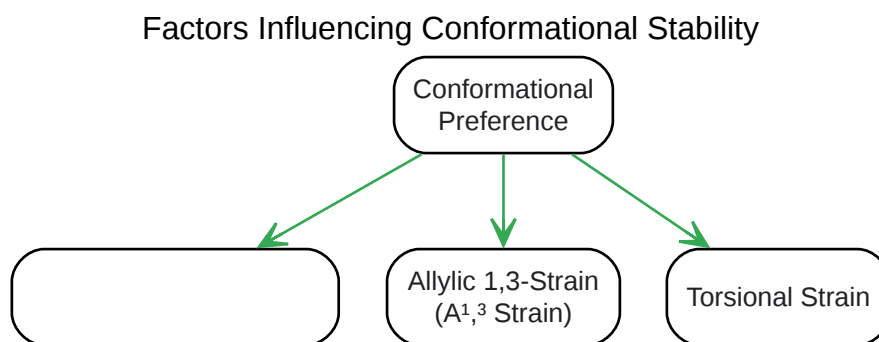 Factors Influencing Conformational Stability
Conformational
Preference
Allylic 1,3-Strain
(A¹,³ Strain)
Torsional Strain